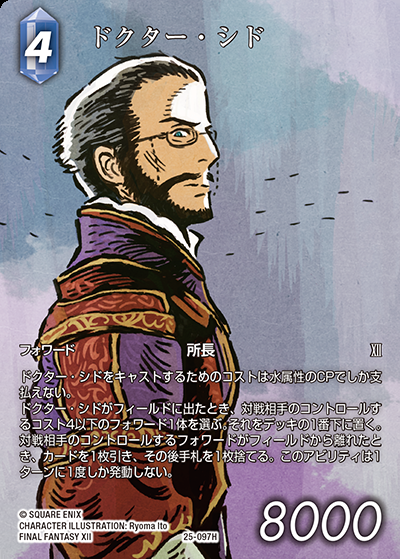 4
ドクター・シド
フォワード 所長 XII
ドクター・シドをキャストするためのコストは水属性のCPでしか支
払えない。
ドクター・シドがフィールドに出たとき、対戦相手のコントロールす
るコスト4以下のフォワード1体を選ぶ。それをデッキの1番下に置く。
対戦相手のコントロールするフォワードがフィールドから離れたと
き、カードを1枚引き、その後手札を1枚捨てる。このアビリティは1
ターンに1度しか発動しない。
© SQUARE ENIX
CHARACTER ILLUSTRATION: Ryoma Ito
FINAL FANTASY XII
25-097H
8000